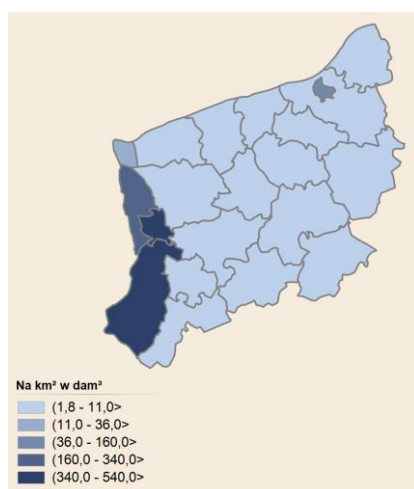 Na km² w dam³
(1,8 - 11,0>
(11,0 - 36,0>
(36,0 - 160,0>
(160,0 - 340,0>
(340,0 - 540,0>